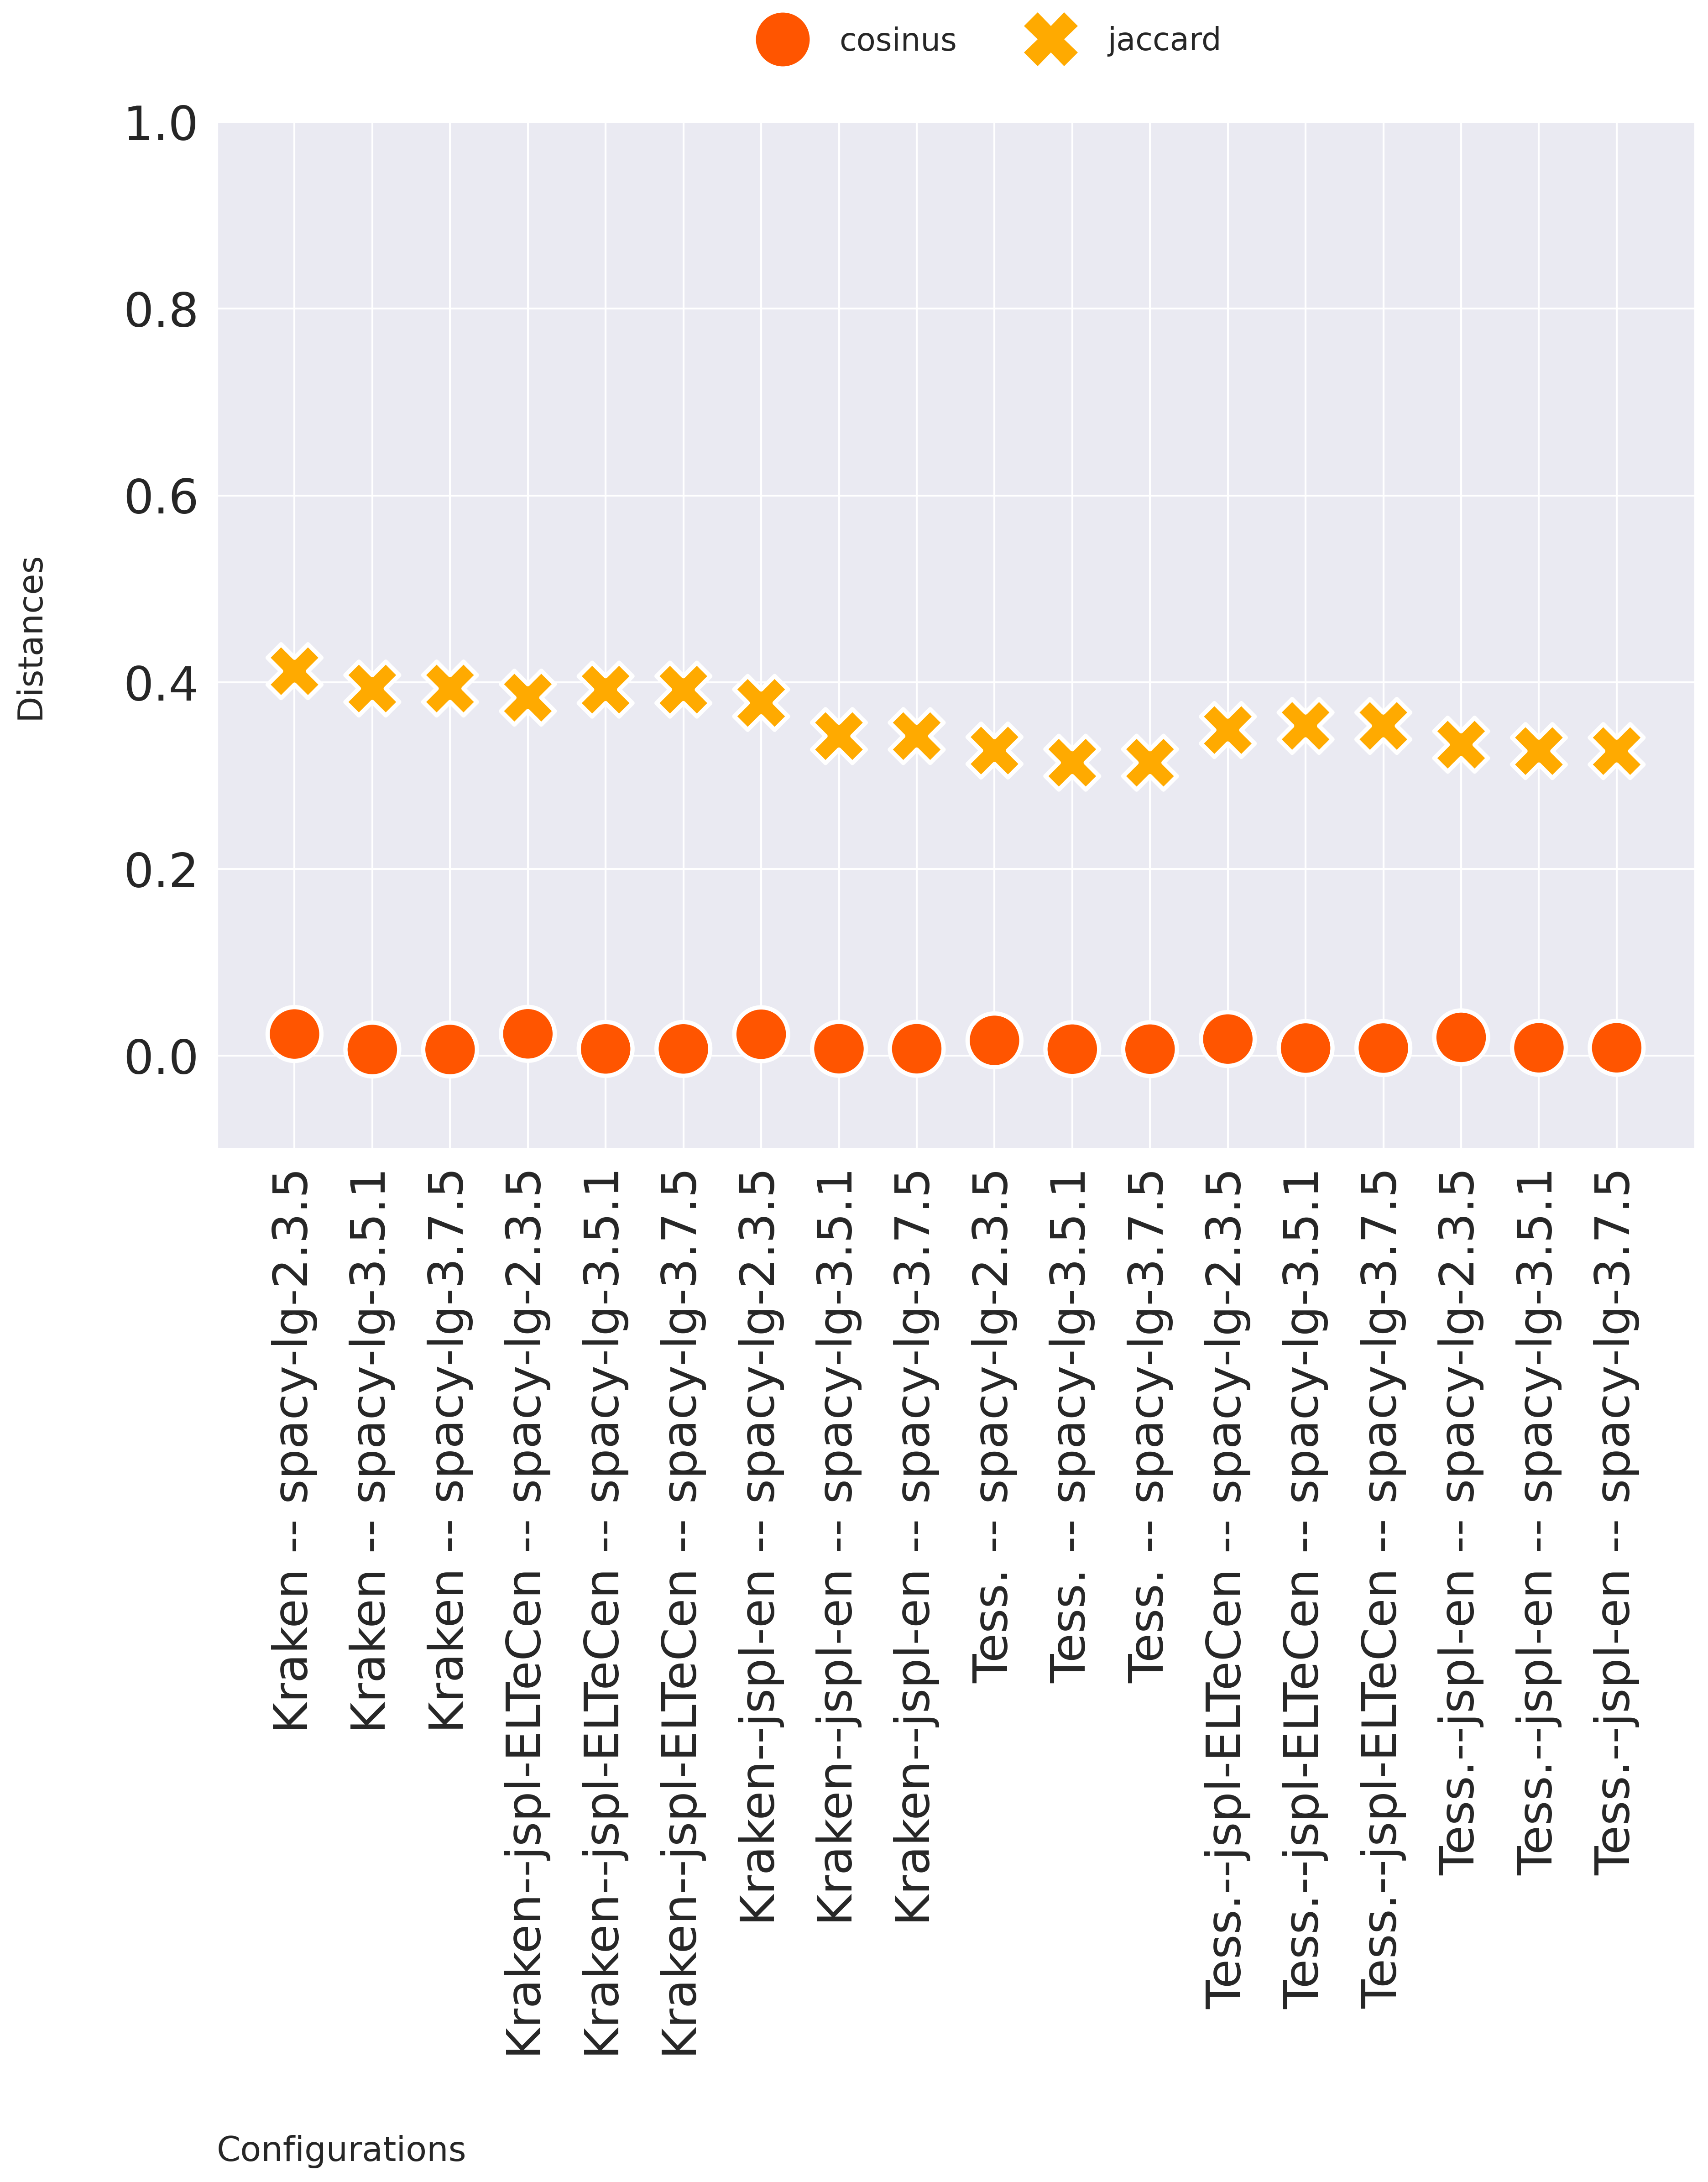 cosinus jaccard
Distances
1.0
0.8
0.6
0.4
0.2
0.0
Kraken -- spacy-lg-2.3.5
Kraken -- spacy-lg-3.5.1
Kraken -- spacy-lg-3.7.5
Kraken--jspl-ELTeCen -- spacy-lg-2.3.5
Kraken--jspl-ELTeCen -- spacy-lg-3.5.1
Kraken--jspl-ELTeCen -- spacy-lg-3.7.5
Kraken--jspl-en -- spacy-lg-2.3.5
Kraken--jspl-en -- spacy-lg-3.5.1
Kraken--jspl-en -- spacy-lg-3.7.5
Tess. -- spacy-lg-2.3.5
Tess. -- spacy-lg-3.5.1
Tess. -- spacy-lg-3.7.5
Tess.--jspl-ELTeCen -- spacy-lg-2.3.5
Tess.--jspl-ELTeCen -- spacy-lg-3.5.1
Tess.--jspl-ELTeCen -- spacy-lg-3.7.5
Tess.--jspl-en -- spacy-lg-2.3.5
Tess.--jspl-en -- spacy-lg-3.5.1
Tess.--jspl-en -- spacy-lg-3.7.5
Configurations